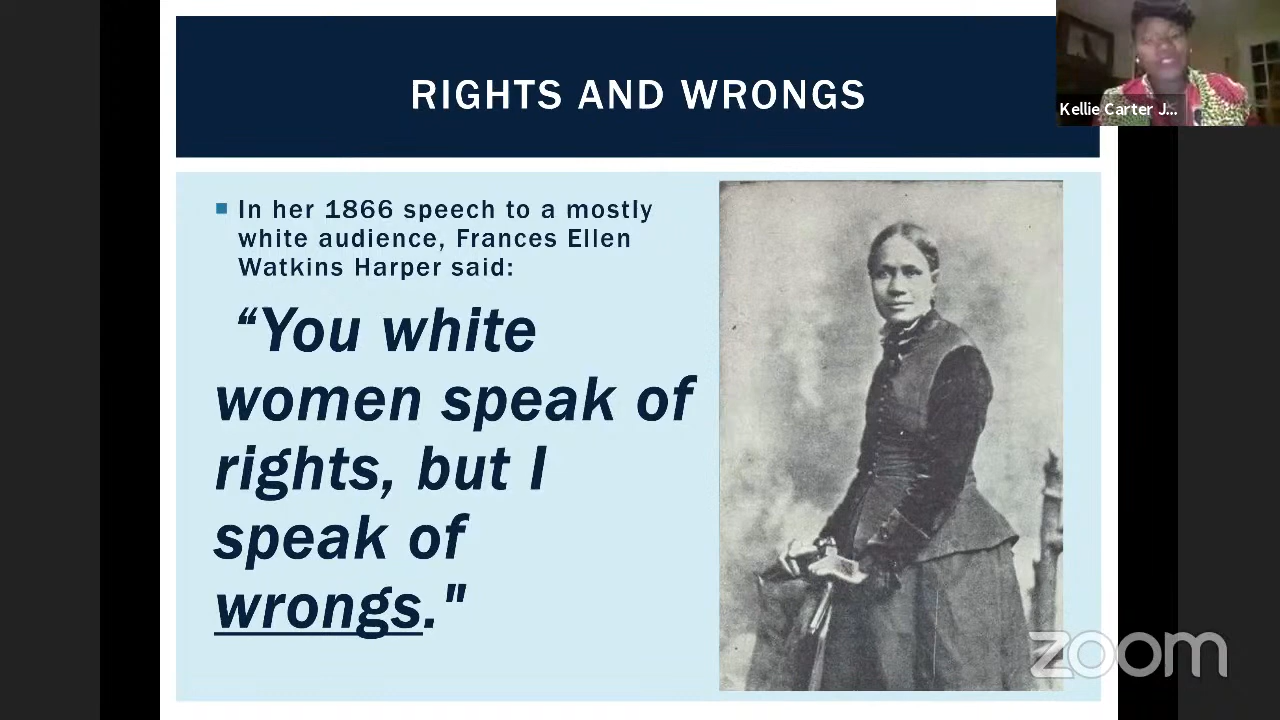 RIGHTS AND WRONGS
Kellie Carter J...
■ In her 1866 speech to a mostly
white audience, Frances Ellen
Watkins Harper said:
“You white
women speak of
rights, but I
speak of
wrongs."
zoom